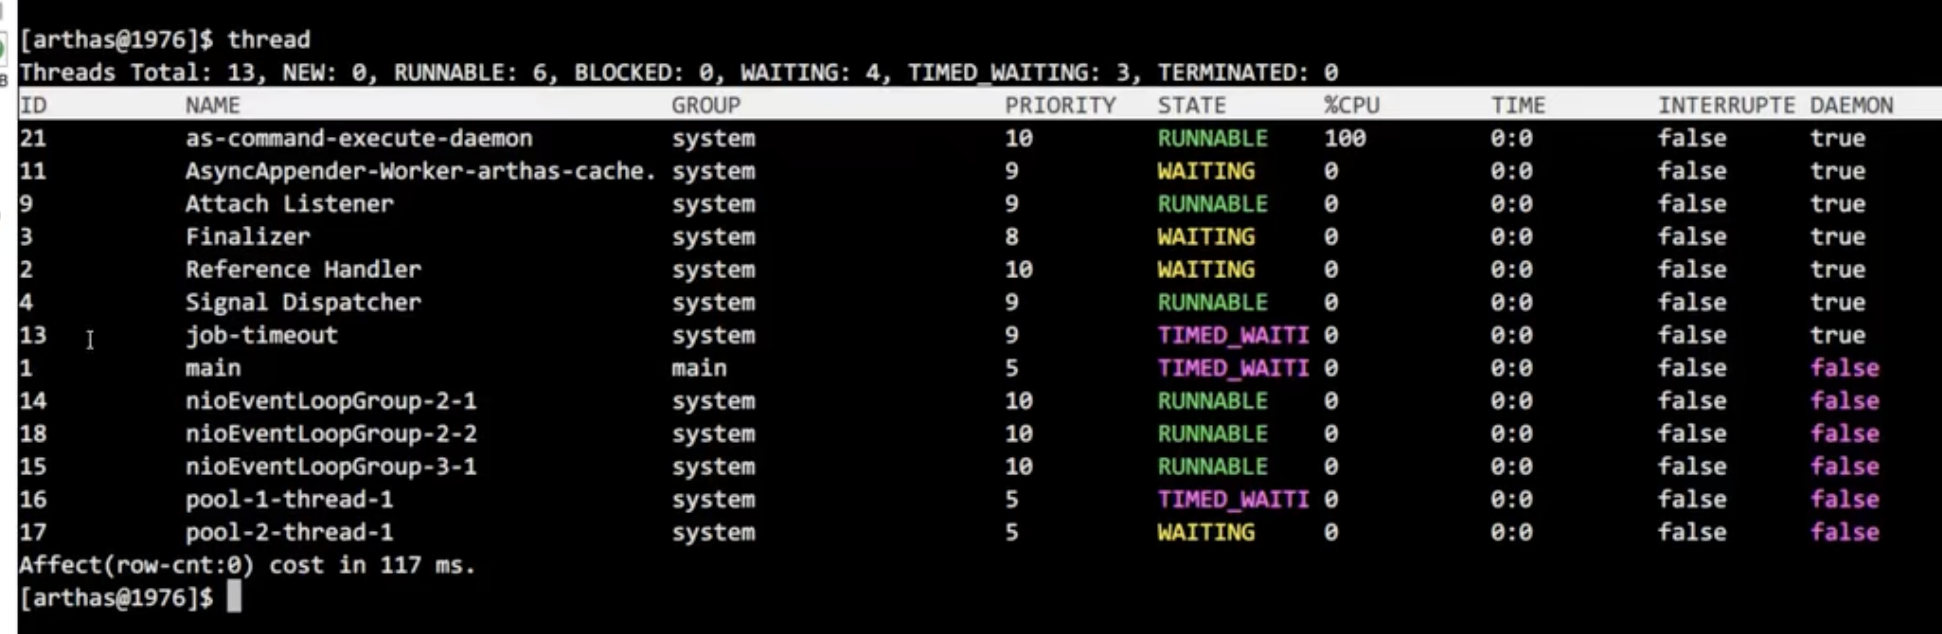 [arthas@1976]$ thread
Threads Total: 13, NEW: 0, RUNNABLE: 6, BLOCKED: 0, WAITING: 4, TIMED_WAITING: 3, TERMINATED: 0
ID NAME GROUP PRIORITY STATE %CPU TIME INTERRUPTE DAEMON
21 as-command-execute-daemon system 10 RUNNABLE 100 0:0 false true
11 AsyncAppender-Worker-arthas-cache. system 9 WAITING 0 0:0 false true
9 Attach Listener system 9 RUNNABLE 0 0:0 false true
3 Finalizer system 8 WAITING 0 0:0 false true
2 Reference Handler system 10 WAITING 0 0:0 false true
4 Signal Dispatcher system 9 RUNNABLE 0 0:0 false true
13 job-timeout system 9 TIMED_WAITI 0 0:0 false true
1 main main 5 TIMED_WAITI 0 0:0 false false
14 nioEventLoopGroup-2-1 system 10 RUNNABLE 0 0:0 false false
18 nioEventLoopGroup-2-2 system 10 RUNNABLE 0 0:0 false false
15 nioEventLoopGroup-3-1 system 10 RUNNABLE 0 0:0 false false
16 pool-1-thread-1 system 5 TIMED_WAITI 0 0:0 false false
17 pool-2-thread-1 system 5 WAITING 0 0:0 false false
Affect(row-cnt:0) cost in 117 ms.
[arthas@1976]$